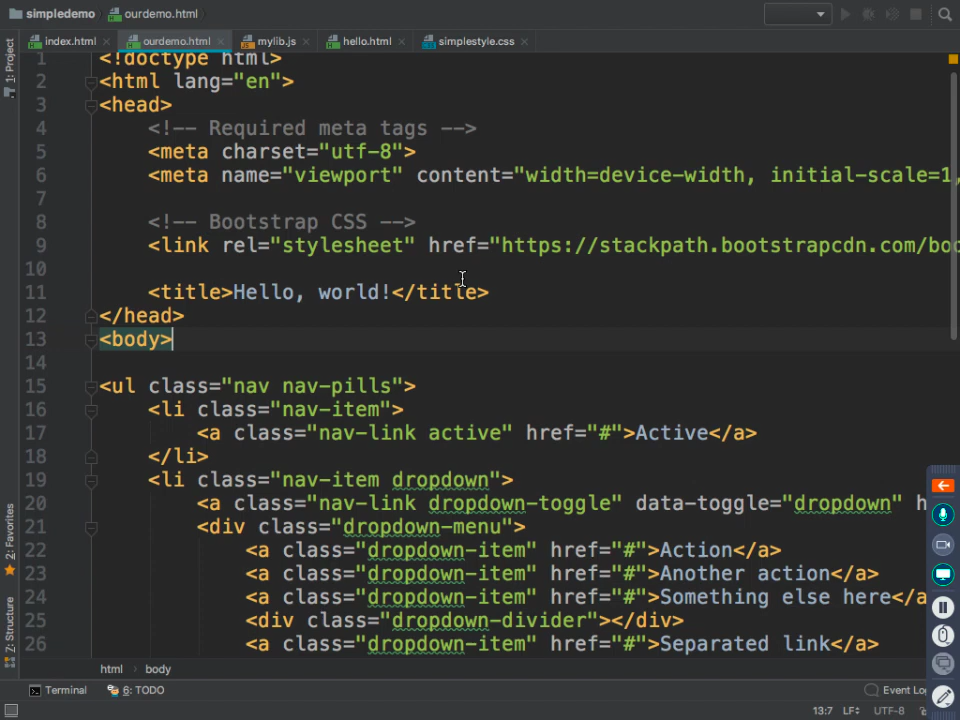 simpledemo ourdemo.html
index.html ourdemo.html mylib.js hello.html simplestyle.css
1: Project
1 <!doctype html>
2 <html lang="en">
3 <head>
4 <!-- Required meta tags -->
5 <meta charset="utf-8">
6 <meta name="viewport" content="width=device-width, initial-scale=1,
7
8 <!-- Bootstrap CSS -->
9 <link rel="stylesheet" href="https://stackpath.bootstrapcdn.com/boo
10
11 <title>Hello, world!</title>
12 </head>
13 <body>
14
15 <ul class="nav nav-pills">
16 <li class="nav-item">
17 <a class="nav-link active" href="#">Active</a>
18 </li>
19 <li class="nav-item dropdown">
20 <a class="nav-link dropdown-toggle" data-toggle="dropdown" h
21 <div class="dropdown-menu">
22 <a class="dropdown-item" href="#">Action</a>
23 <a class="dropdown-item" href="#">Another action</a>
24 <a class="dropdown-item" href="#">Something else here</a
25 <div class="dropdown-divider"></div>
26 <a class="dropdown-item" href="#">Separated link</a>
2: Favorites
7: Structure
html body
Terminal 6: TODO Event Log
13:7 LF÷ UTF-8